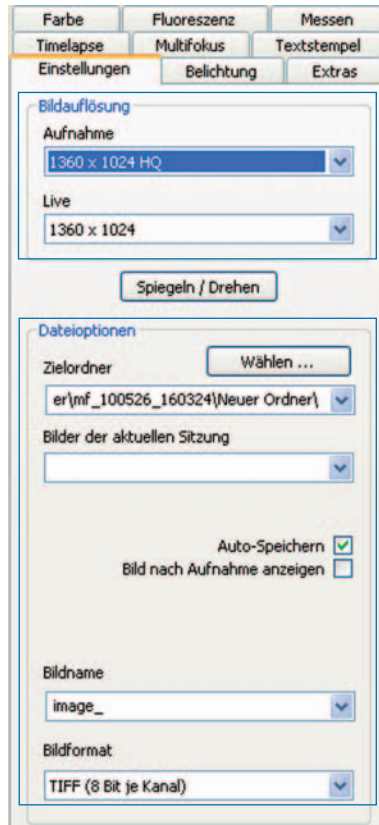 Farbe Fluoreszenz Messen
Timelapse Multifokus Textstempel
Einstellungen Belichtung Extras
Bildauflösung
Aufnahme
1360 x 1024 HQ
Live
1360 x 1024
Spiegeln / Drehen
Dateioptionen
Zielordner Wählen ...
er\mf_100526_160324\Neuer Ordner\
Bilder der aktuellen Sitzung
Auto-Speichern
Bild nach Aufnahme anzeigen
Bildname
image_
Bildformat
TIFF (8 Bit je Kanal)